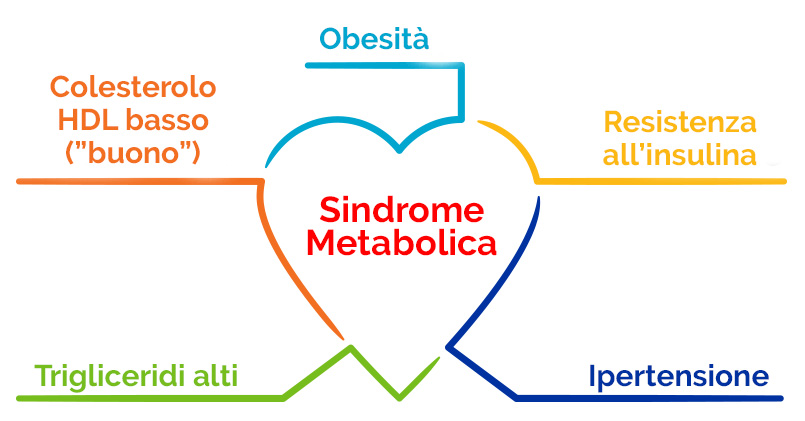 Obesità
Colesterolo
HDL basso
(”buono”)
Resistenza
all’insulina
Sindrome
Metabolica
Trigliceridi alti
Ipertensione